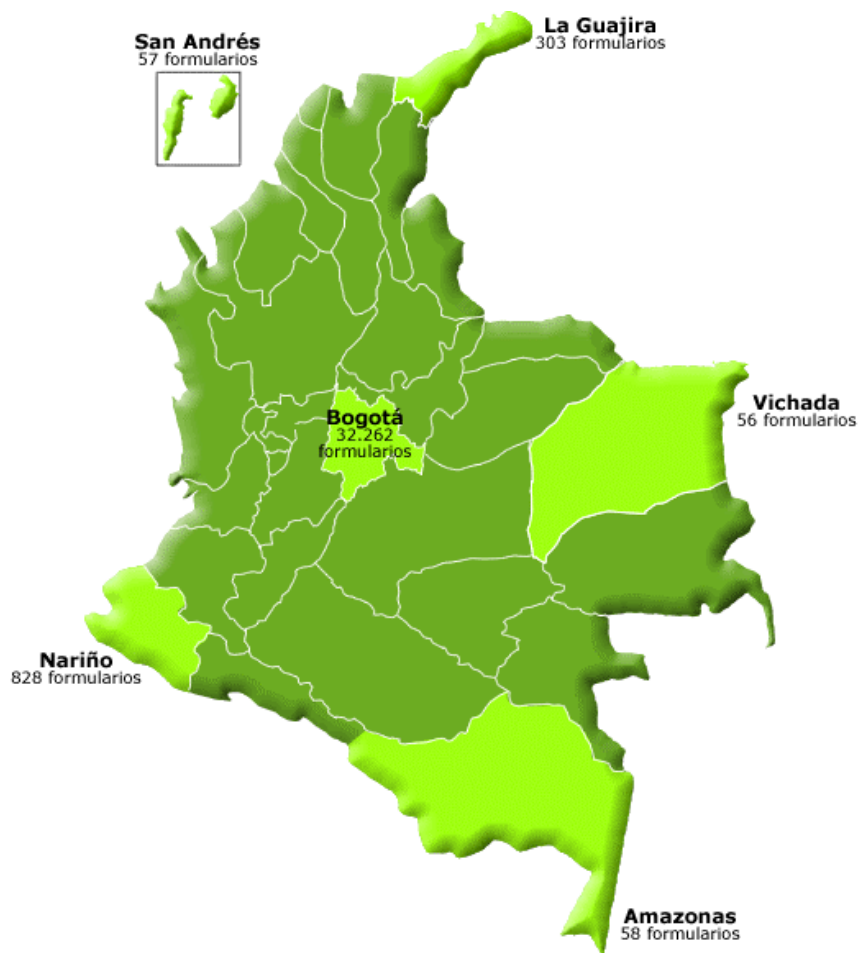 La Guajira
303 formularios
San Andrés
57 formularios
Vichada
56 formularios
Bogotá
32.262
formularios
Nariño
828 formularios
Amazonas
58 formularios